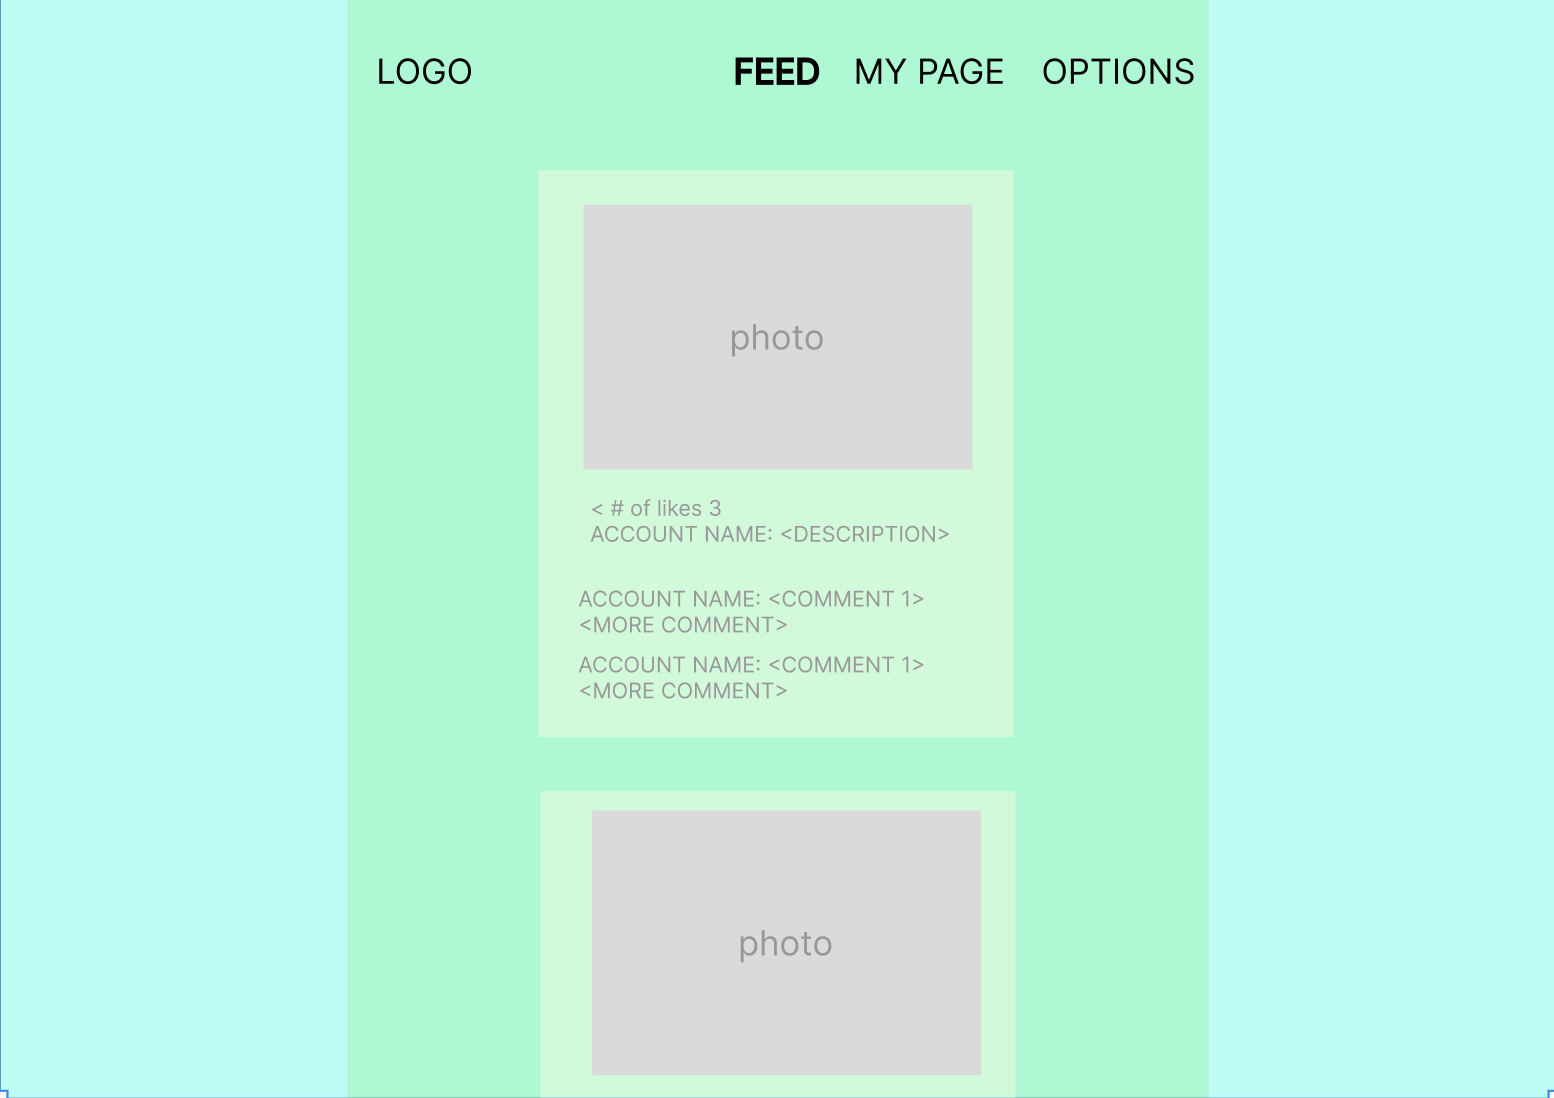 LOGO FEED MY PAGE OPTIONS
photo
< # of likes 3
ACCOUNT NAME: <DESCRIPTION>
ACCOUNT NAME: <COMMENT 1>
<MORE COMMENT>
ACCOUNT NAME: <COMMENT 1>
<MORE COMMENT>
photo